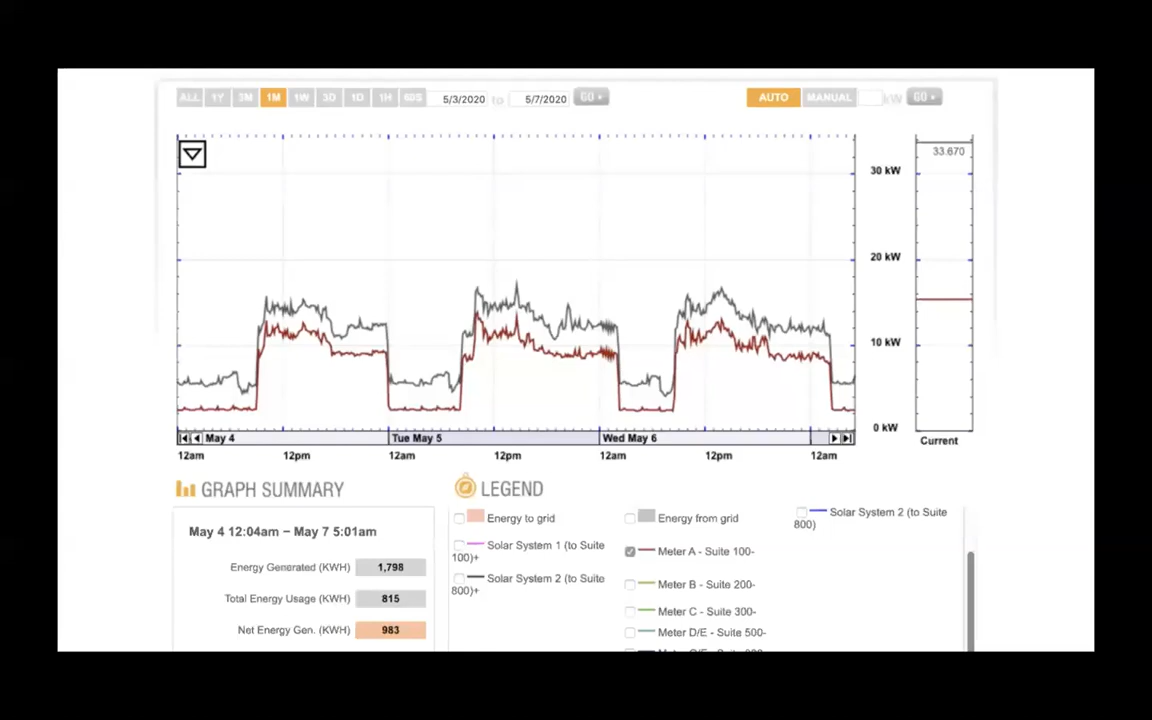 ALL 1Y 3M 1M 1W 3D 1D 1H 60S 5/3/2020 to 5/7/2020 GO AUTO MANUAL kW GO
33.670
30 kW
20 kW
10 kW
0 kW
Current
May 4 Tue May 5 Wed May 6
12am 12pm 12am 12pm 12am 12pm 12am
GRAPH SUMMARY
May 4 12:04am – May 7 5:01am
Energy Generated (KWH) 1,798
Total Energy Usage (KWH) 815
Net Energy Gen. (KWH) 983
LEGEND
Energy to grid
Solar System 1 (to Suite
100)+
Solar System 2 (to Suite
800)+
Energy from grid
Meter A - Suite 100-
Meter B - Suite 200-
Meter C - Suite 300-
Meter D/E - Suite 500-
Solar System 2 (to Suite
800)